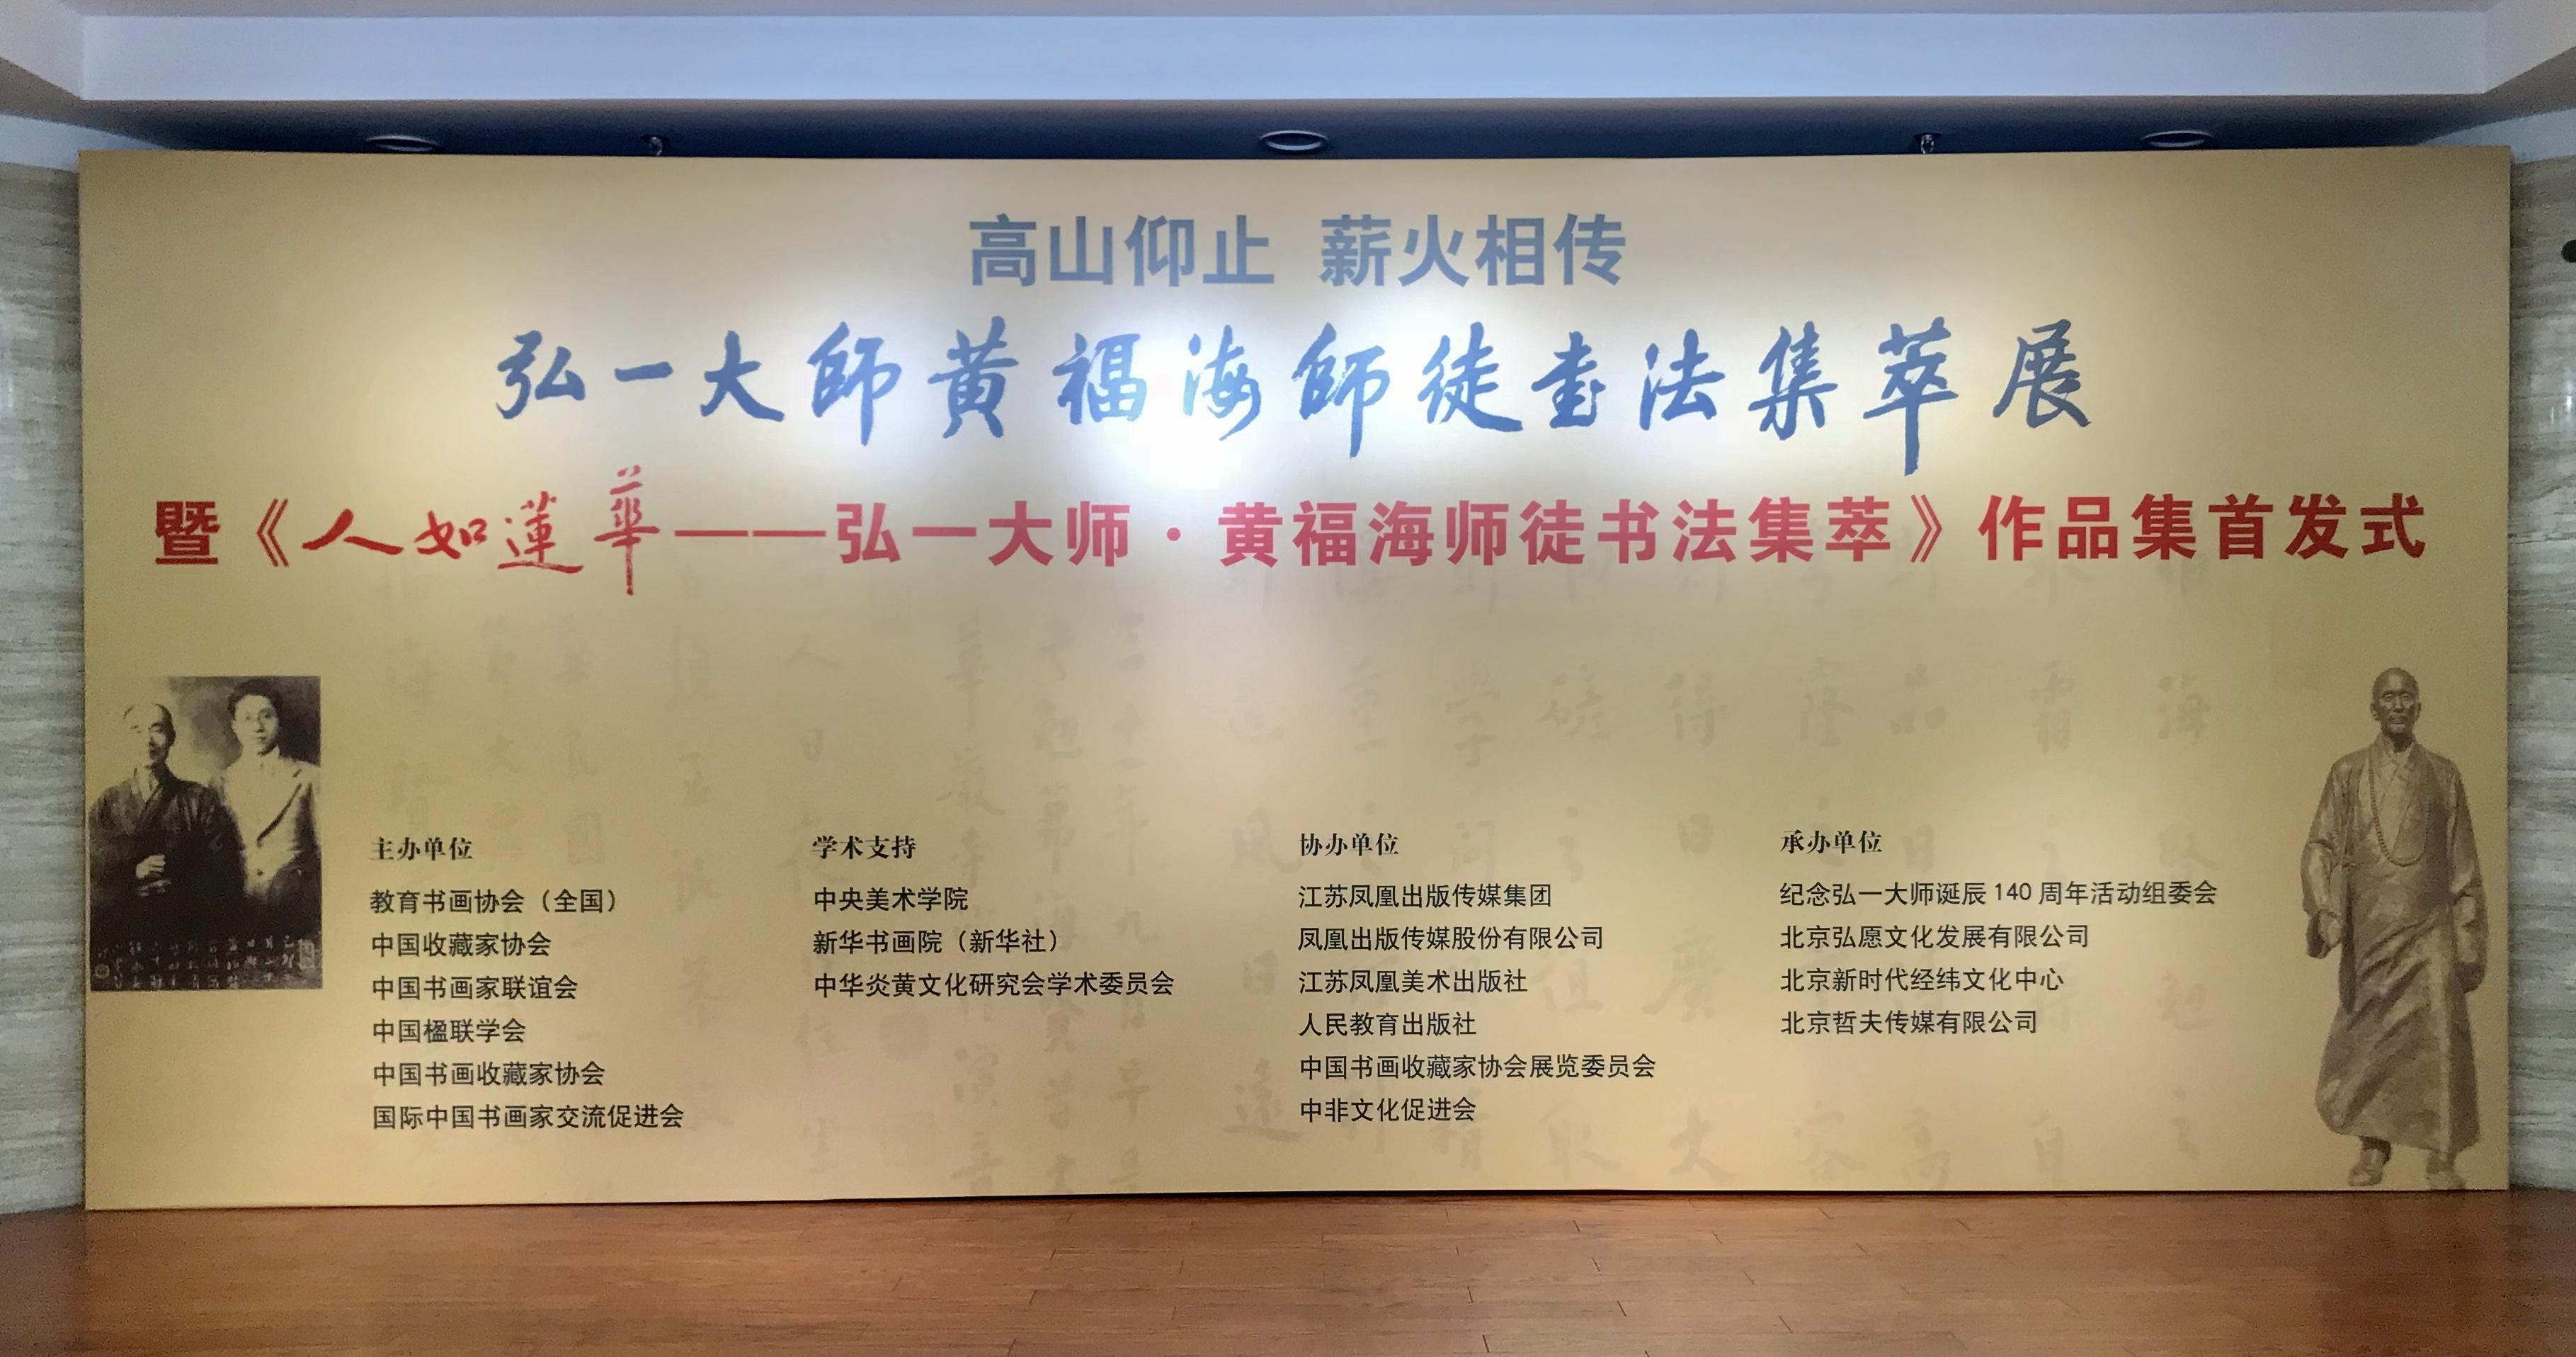 高山仰止 薪火相传
弘一大師黄福海師徒書法集萃展
暨《人如蓮華——弘一大师·黄福海师徒书法集萃》作品集首发式
主办单位
教育书画协会（全国）
中国收藏家协会
中国书画家联谊会
中国楹联学会
中国书画收藏家协会
国际中国书画家交流促进会
学术支持
中央美术学院
新华书画院（新华社）
中华炎黄文化研究会学术委员会
协办单位
江苏凤凰出版传媒集团
凤凰出版传媒股份有限公司
江苏凤凰美术出版社
人民教育出版社
中国书画收藏家协会展览委员会
中非文化促进会
承办单位
纪念弘一大师诞辰140周年活动组委会
北京弘愿文化发展有限公司
北京新时代经纬文化中心
北京哲夫传媒有限公司